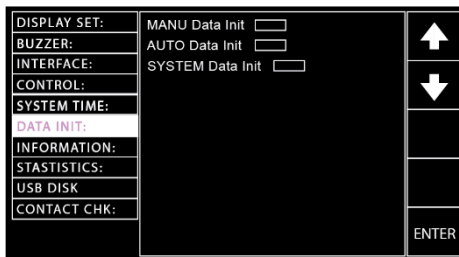 DISPLAY SET:
BUZZER:
INTERFACE:
CONTROL:
SYSTEM TIME:
DATA INIT:
INFORMATION:
STASTISTICS:
USB DISK
CONTACT CHK:
MANU Data Init
AUTO Data Init
SYSTEM Data Init
ENTER